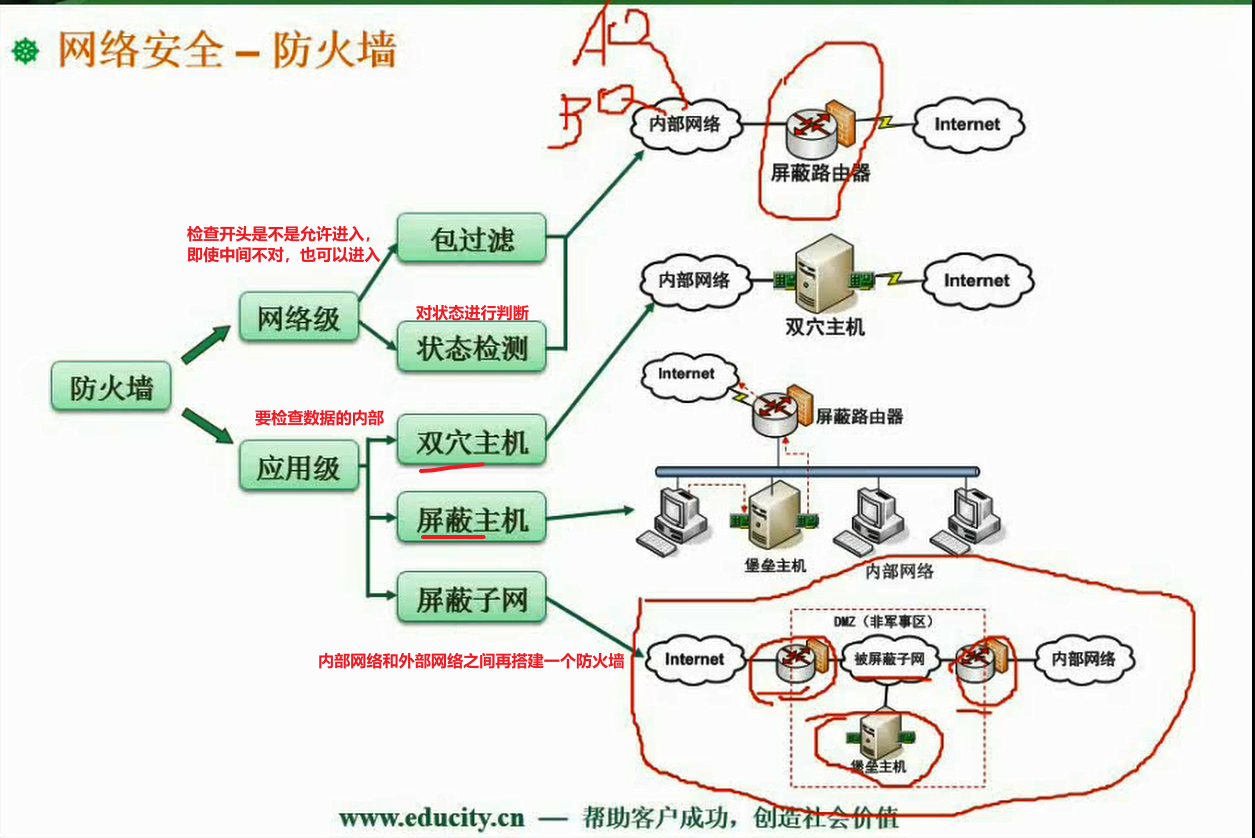 网络安全 – 防火墙
A
B
内部网络
屏蔽路由器
Internet
检查开头是不是允许进入，
即使中间不对，也可以进入
包过滤
网络级
对状态进行判断
状态检测
内部网络
双穴主机
Internet
防火墙
Internet
屏蔽路由器
要检查数据的内部
双穴主机
应用级
屏蔽主机
堡垒主机
内部网络
屏蔽子网
内部网络和外部网络之间再搭建一个防火墙
DMZ（非军事区）
Internet
被屏蔽子网
内部网络
堡垒主机
www.educity.cn — 帮助客户成功，创造社会价值